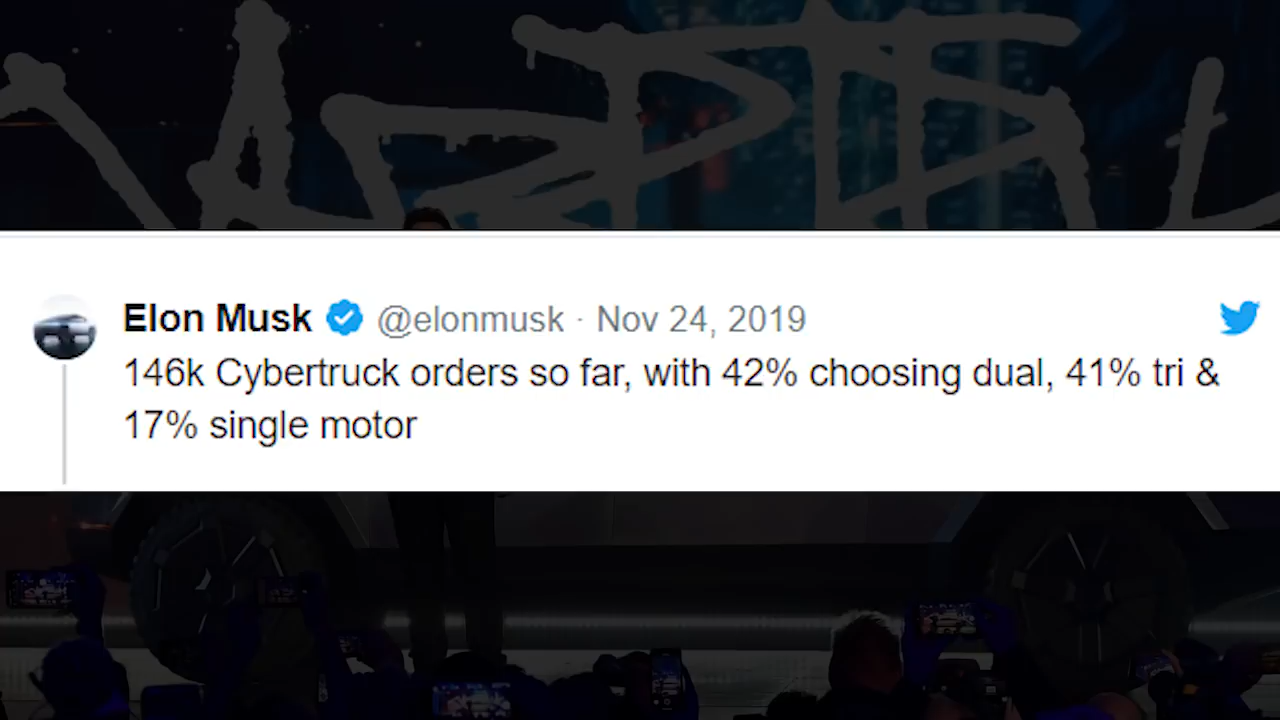 Elon Musk @elonmusk · Nov 24, 2019
146k Cybertruck orders so far, with 42% choosing dual, 41% tri &
17% single motor